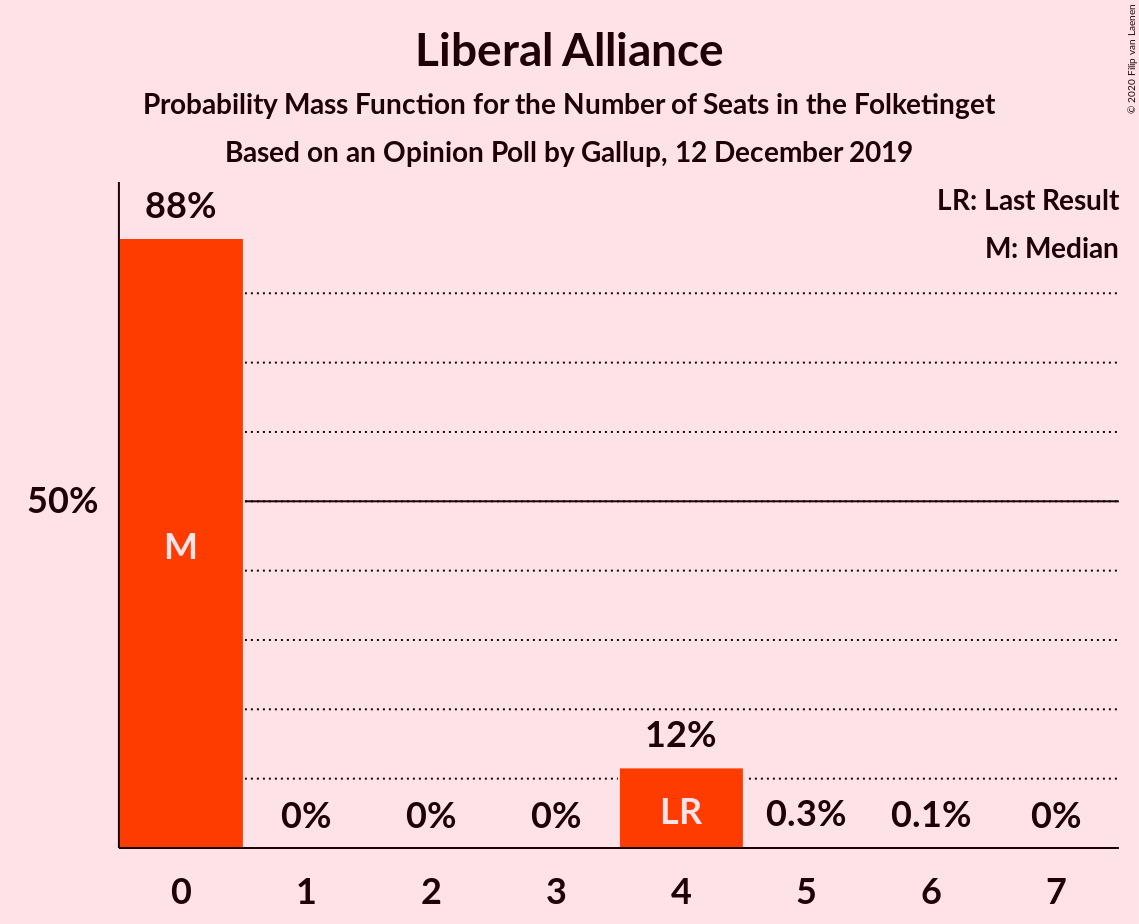 Liberal Alliance
Probability Mass Function for the Number of Seats in the Folketinget
Based on an Opinion Poll by Gallup, 12 December 2019
© 2020 Filip van Laenen
LR: Last Result
M: Median
88%
50%
M
12%
LR
0% 0% 0% 0.3% 0.1% 0%
0 1 2 3 4 5 6 7